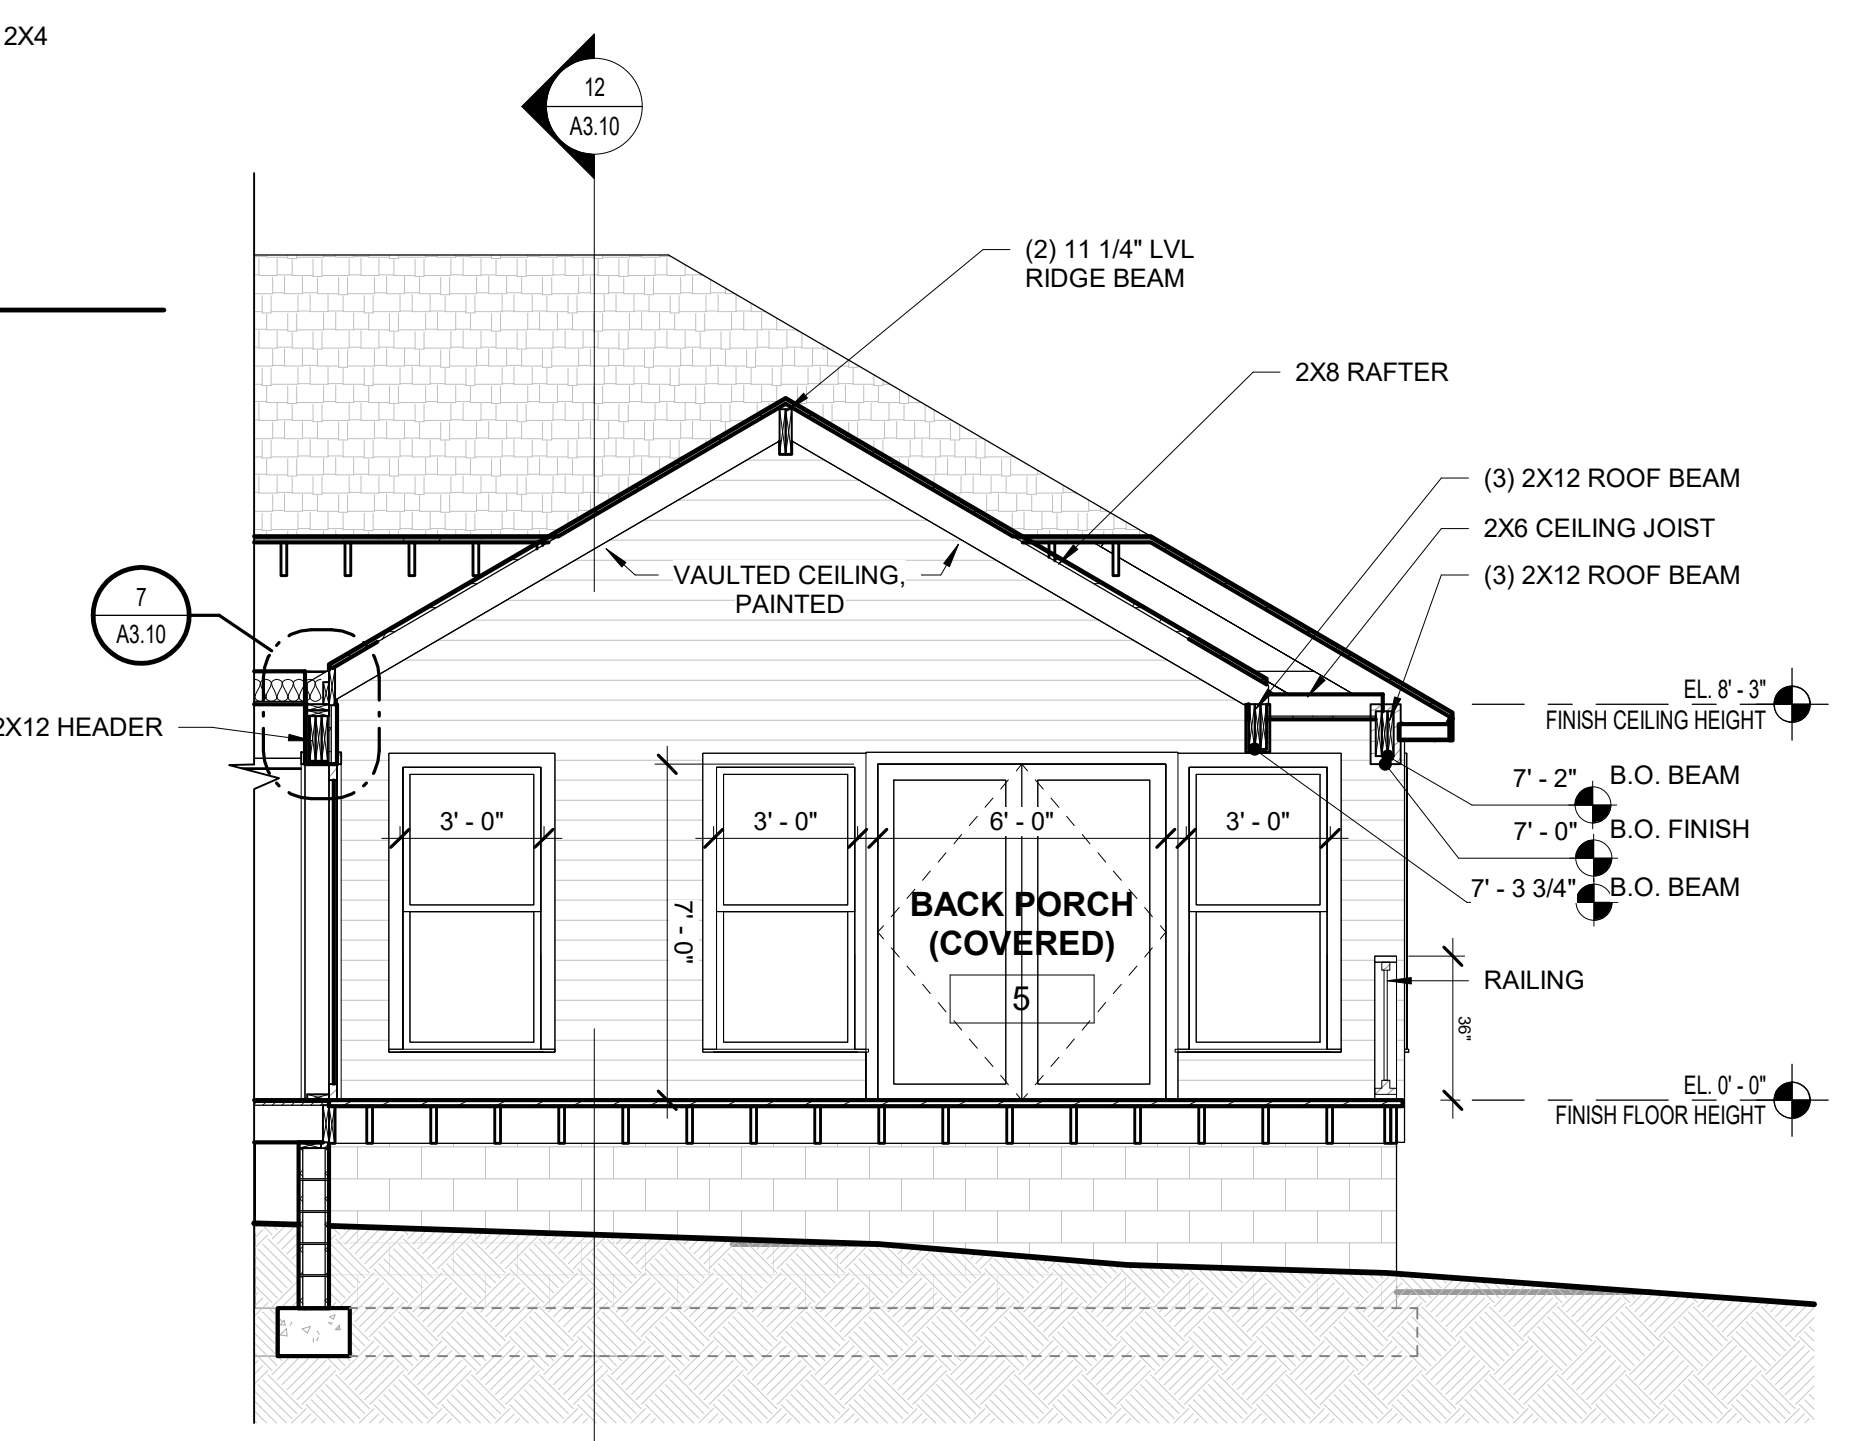 2X4
12
A3.10
(2) 11 1/4" LVL
RIDGE BEAM
2X8 RAFTER
(3) 2X12 ROOF BEAM
2X6 CEILING JOIST
(3) 2X12 ROOF BEAM
VAULTED CEILING,
PAINTED
7
A3.10
2X12 HEADER
EL. 8' - 3"
FINISH CEILING HEIGHT
7' - 2" B.O. BEAM
7' - 0" B.O. FINISH
7' - 3 3/4" B.O. BEAM
3' - 0" 3' - 0" 6' - 0" 3' - 0"
7' - 0"
BACK PORCH
(COVERED)
5
RAILING
36"
EL. 0' - 0"
FINISH FLOOR HEIGHT